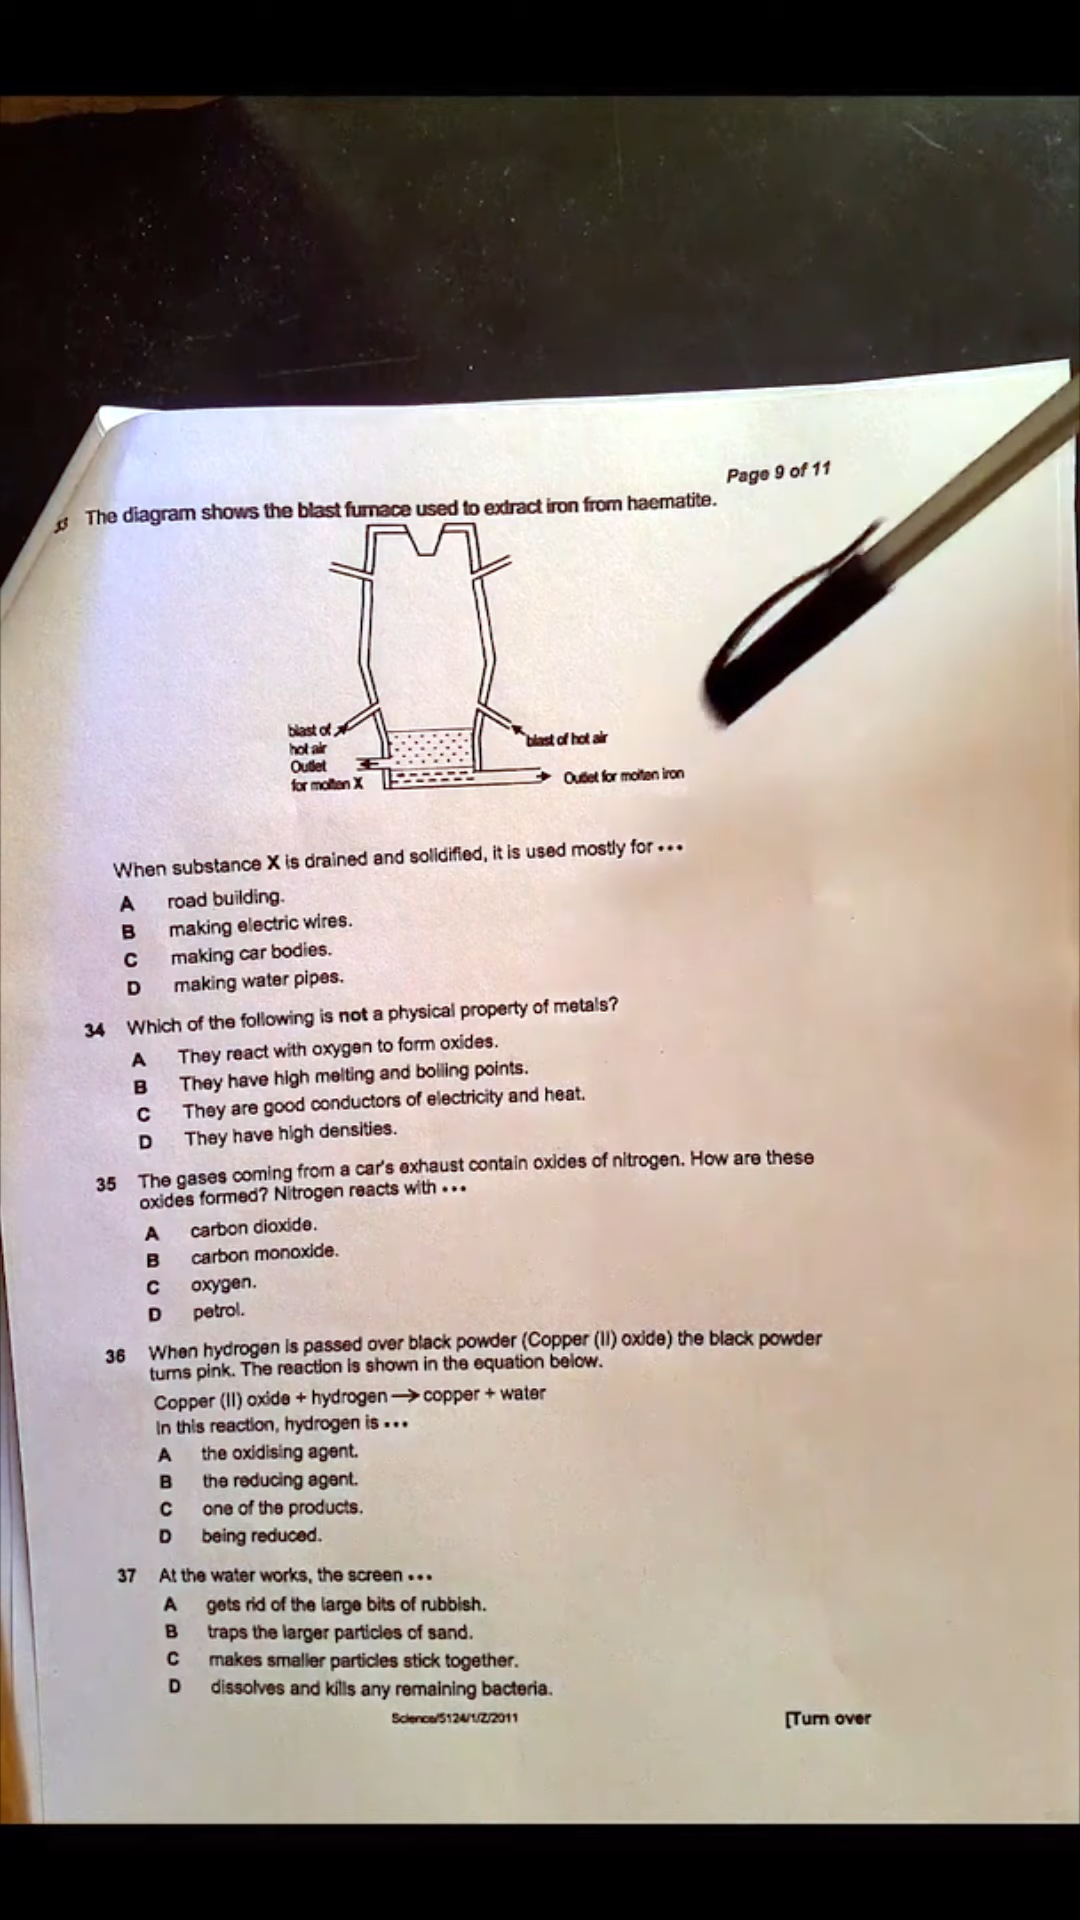 Page 9 of 11
33 The diagram shows the blast furnace used to extract iron from haematite.
blast of
hot air
Outlet
for molten X
blast of hot air
Outlet for molten iron
When substance X is drained and solidified, it is used mostly for •••
A road building.
B making electric wires.
C making car bodies.
D making water pipes.
34 Which of the following is not a physical property of metals?
A They react with oxygen to form oxides.
B They have high melting and boiling points.
C They are good conductors of electricity and heat.
D They have high densities.
35 The gases coming from a car's exhaust contain oxides of nitrogen. How are these
oxides formed? Nitrogen reacts with •••
A carbon dioxide.
B carbon monoxide.
C oxygen.
D petrol.
36 When hydrogen is passed over black powder (Copper (II) oxide) the black powder
turns pink. The reaction is shown in the equation below.
Copper (II) oxide + hydrogen → copper + water
In this reaction, hydrogen is •••
A the oxidising agent.
B the reducing agent.
C one of the products.
D being reduced.
37 At the water works, the screen •••
A gets rid of the large bits of rubbish.
B traps the larger particles of sand.
C makes smaller particles stick together.
D dissolves and kills any remaining bacteria.
Science/5124/1/Z/2011
[Turn over